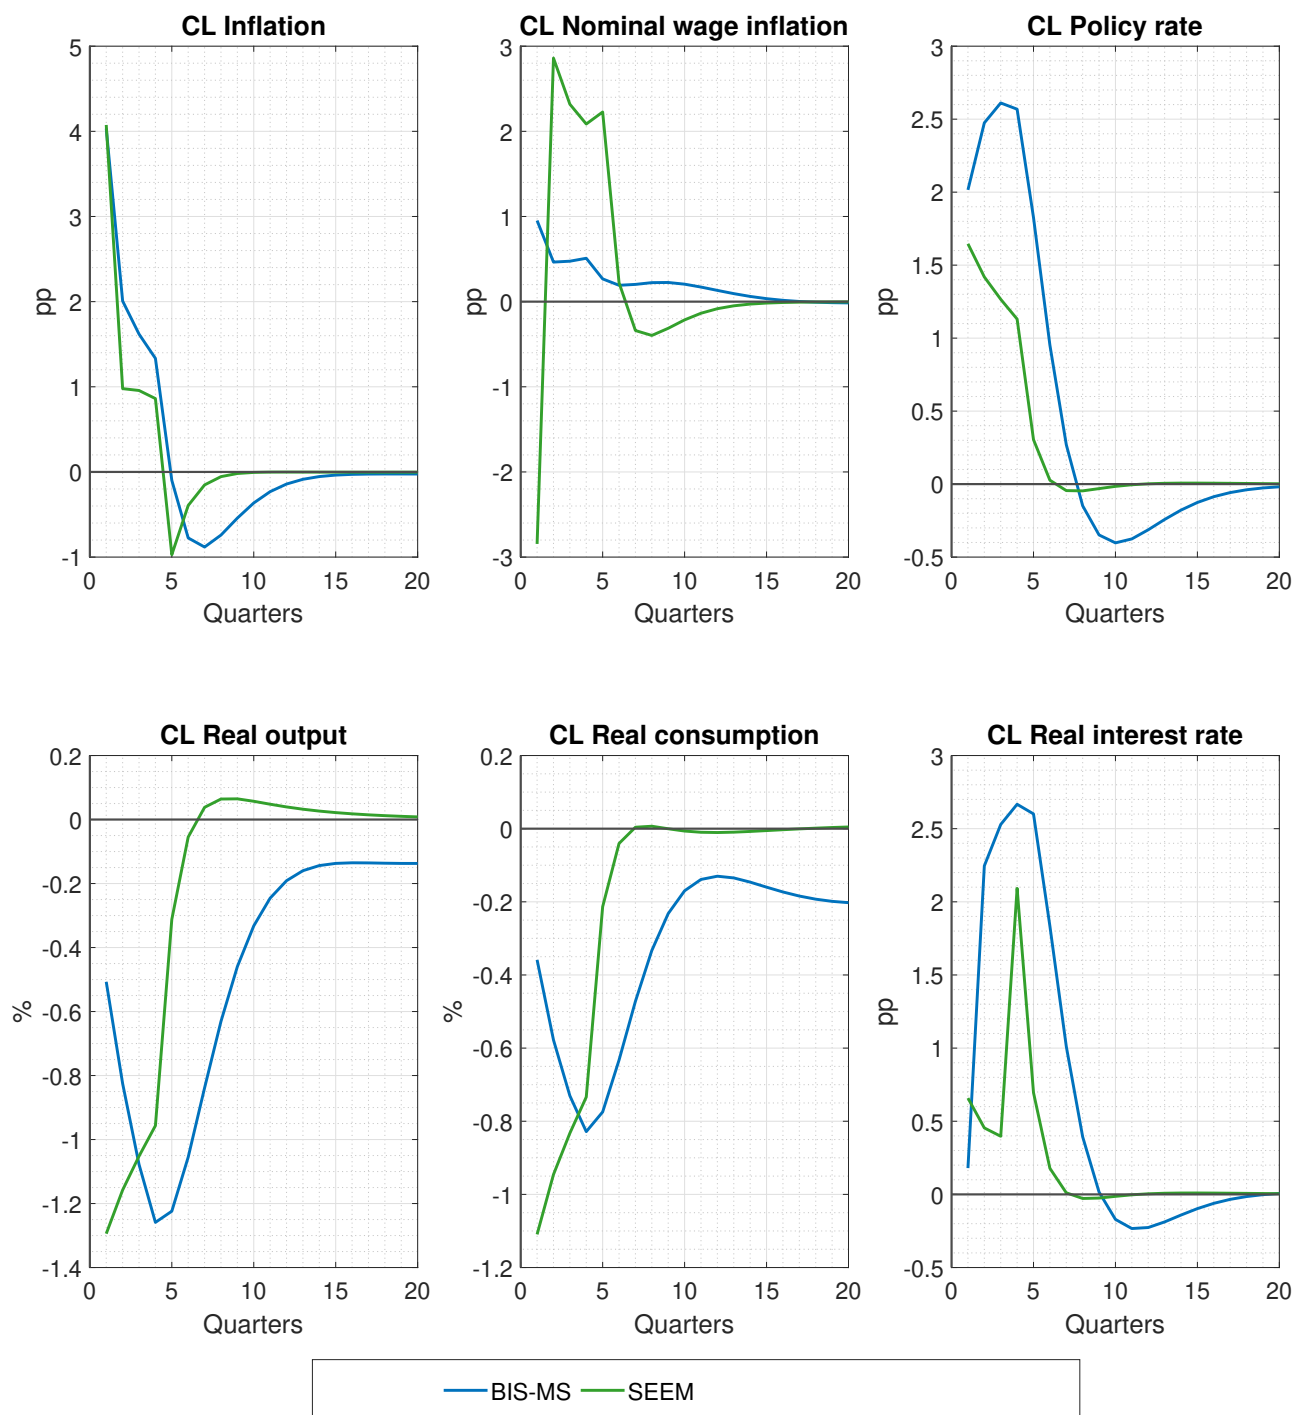 CL Inflation
5
4
3
2
1
0
-1
pp
0 5 10 15 20
Quarters
CL Nominal wage inflation
3
2
1
0
-1
-2
-3
pp
0 5 10 15 20
Quarters
CL Policy rate
3
2.5
2
1.5
1
0.5
0
-0.5
pp
0 5 10 15 20
Quarters
CL Real output
0.2
0
-0.2
-0.4
-0.6
-0.8
-1
-1.2
-1.4
%
0 5 10 15 20
Quarters
CL Real consumption
0.2
0
-0.2
-0.4
-0.6
-0.8
-1
-1.2
%
0 5 10 15 20
Quarters
CL Real interest rate
3
2.5
2
1.5
1
0.5
0
-0.5
pp
0 5 10 15 20
Quarters
BIS-MS SEEM